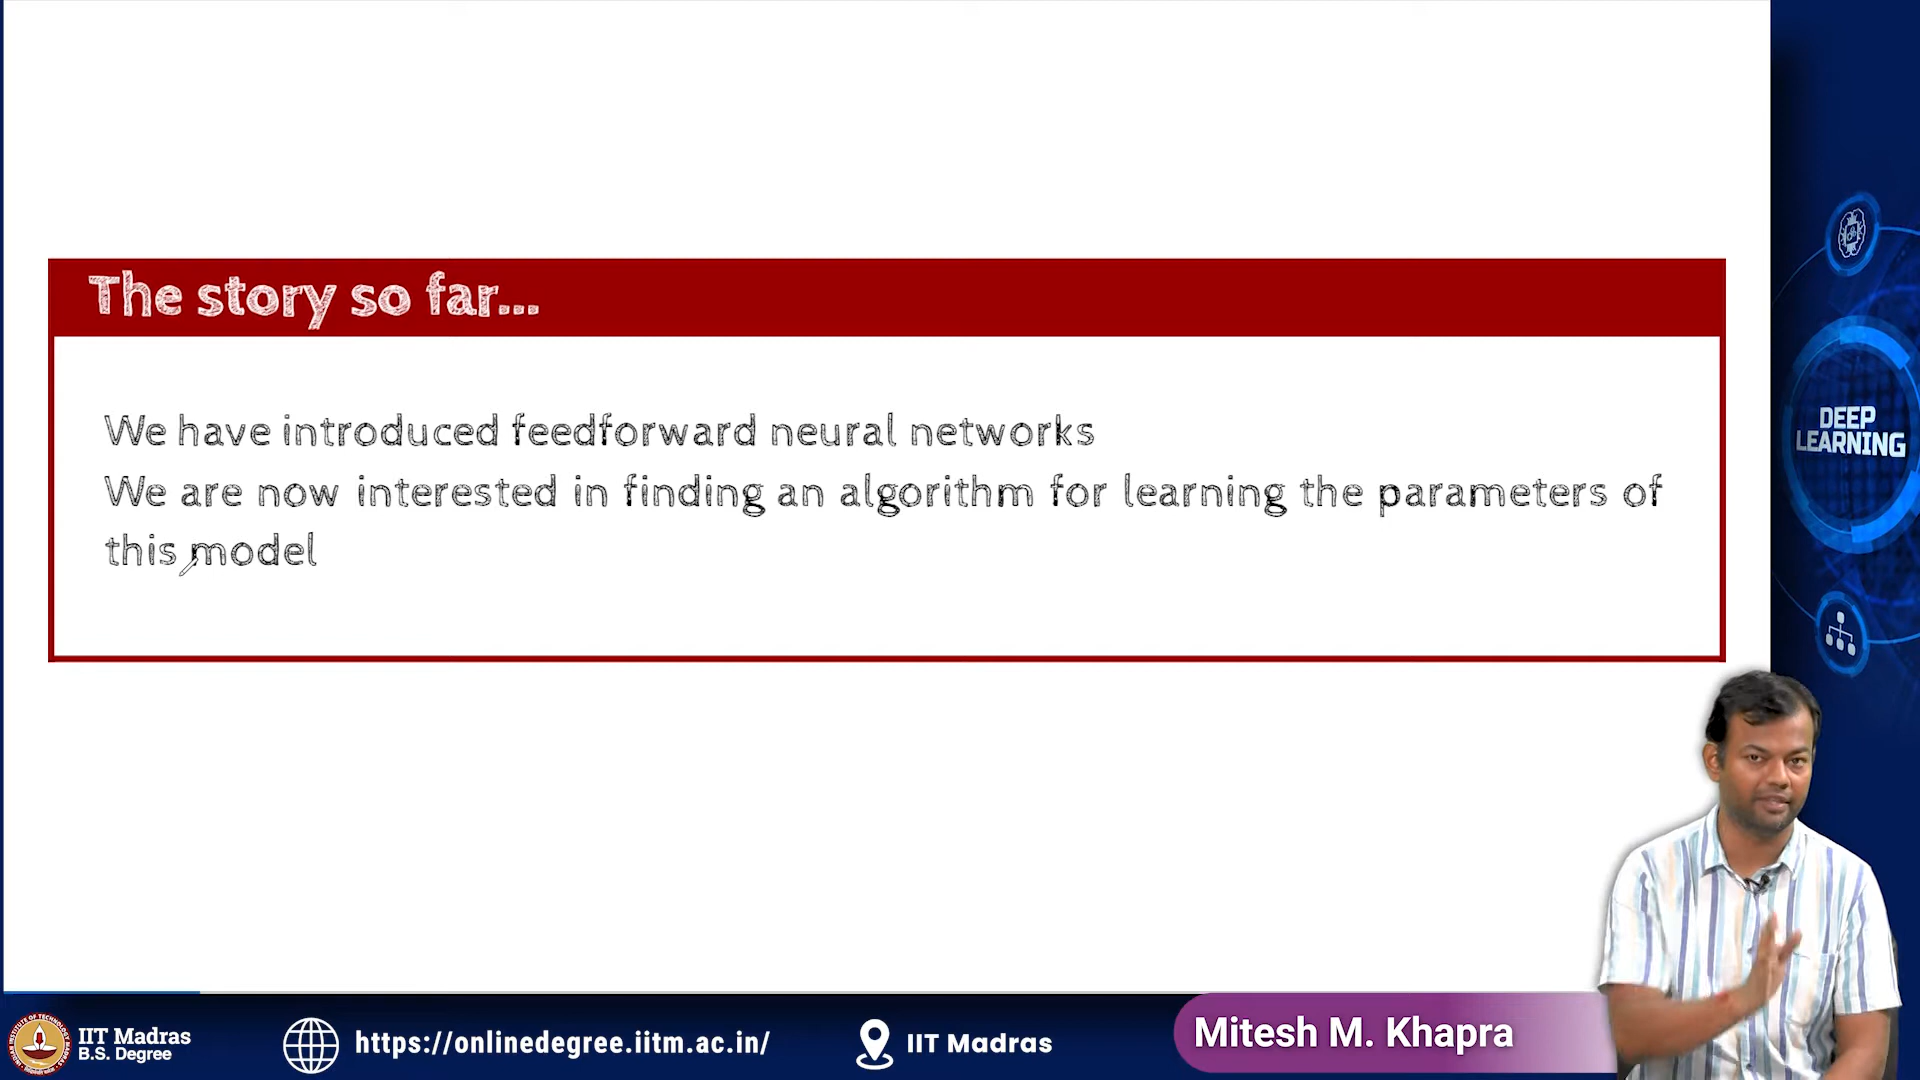 The story so far...
We have introduced feedforward neural networks
We are now interested in finding an algorithm for learning the parameters of
this model
DEEP
LEARNING
IIT Madras
B.S. Degree
https://onlinedegree.iitm.ac.in/
IIT Madras
Mitesh M. Khapra